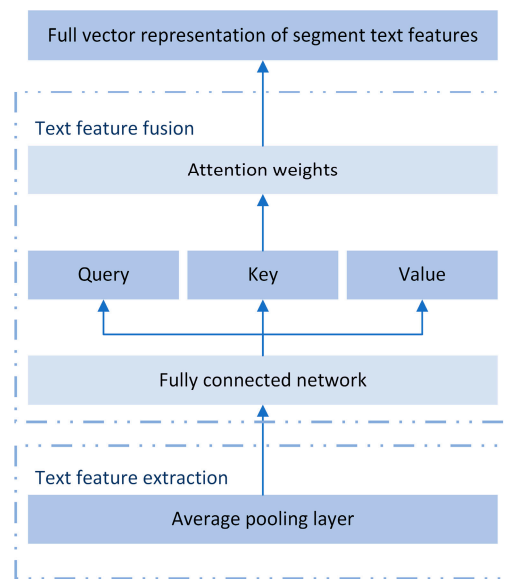 Full vector representation of segment text features
Text feature fusion
Attention weights
Query Key Value
Fully connected network
Text feature extraction
Average pooling layer